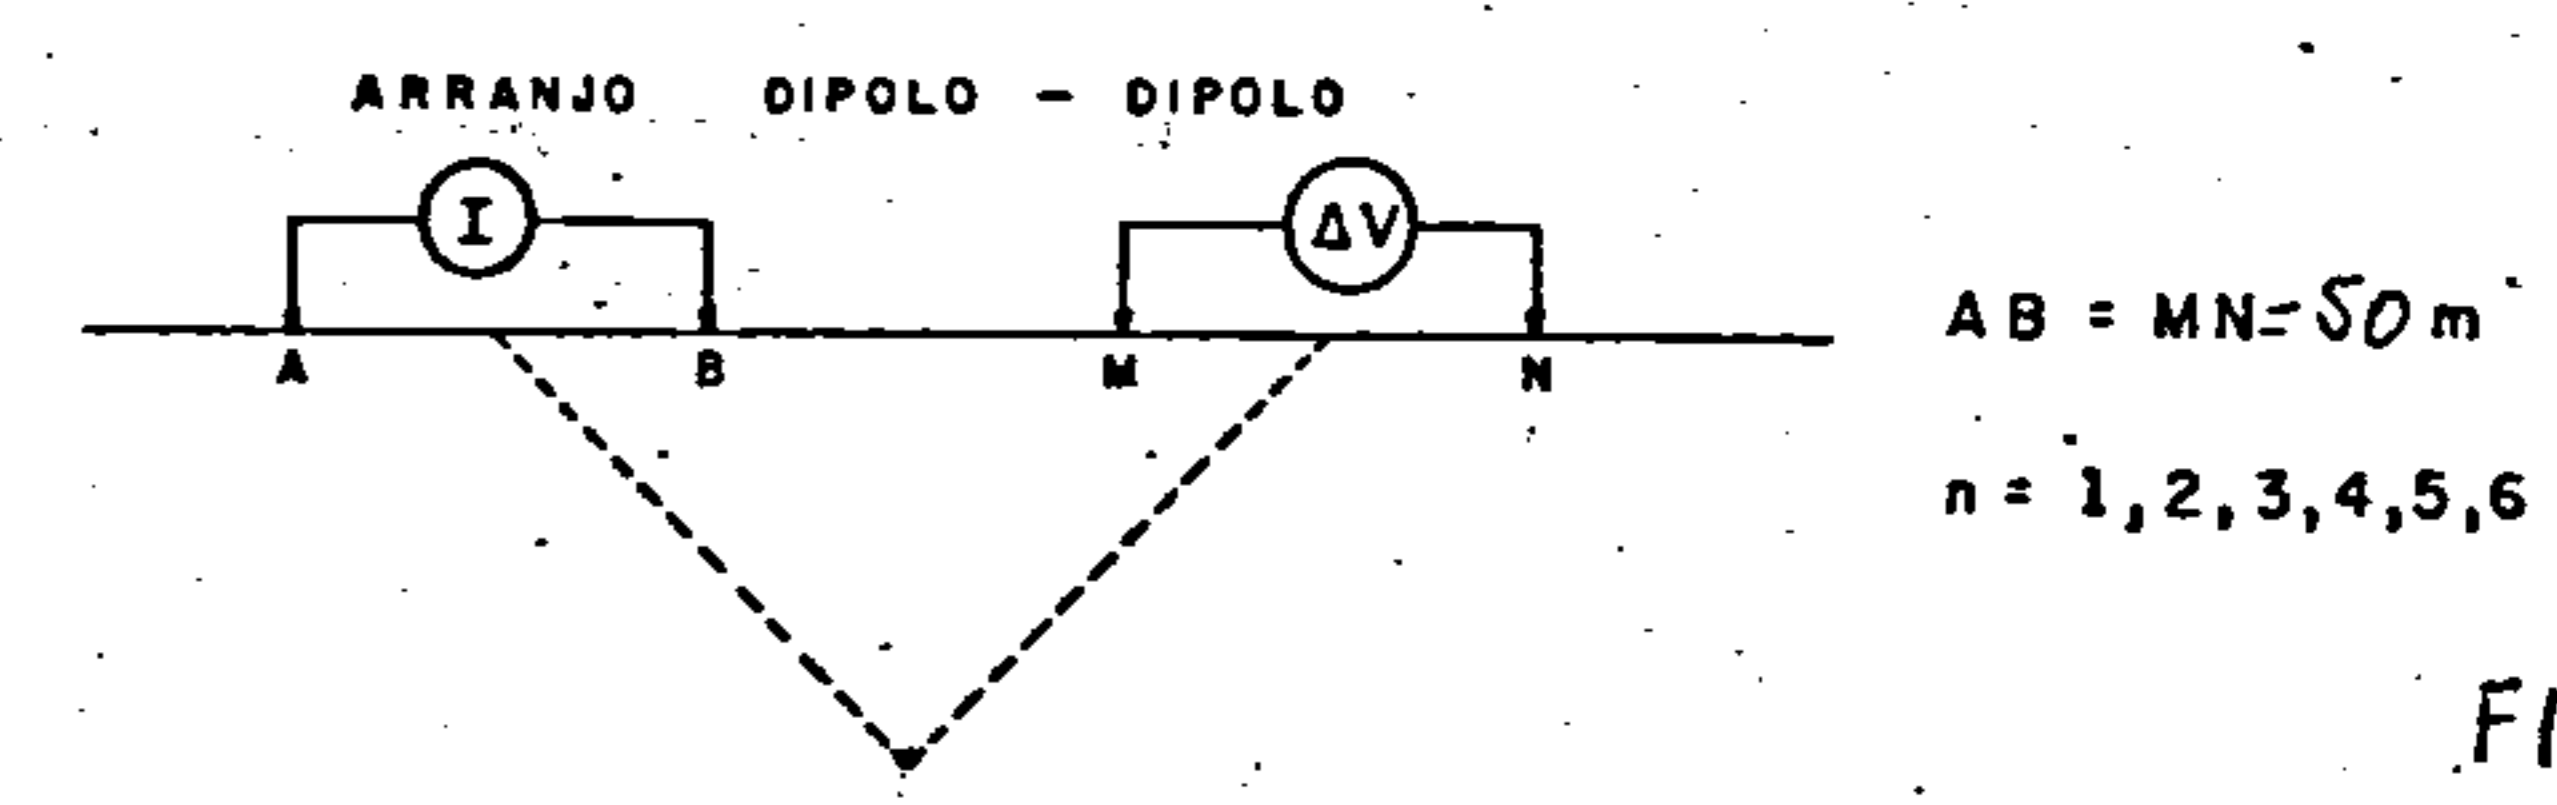 ARRANJO DIPOLO - DIPOLO
I
ΔV
A B M N
AB = MN = 50 m
n = 1,2,3,4,5,6